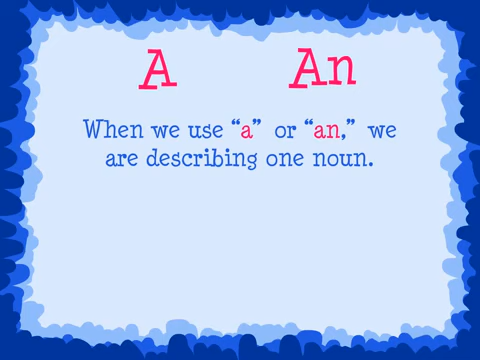 A An
When we use “a” or “an,” we
are describing one noun.